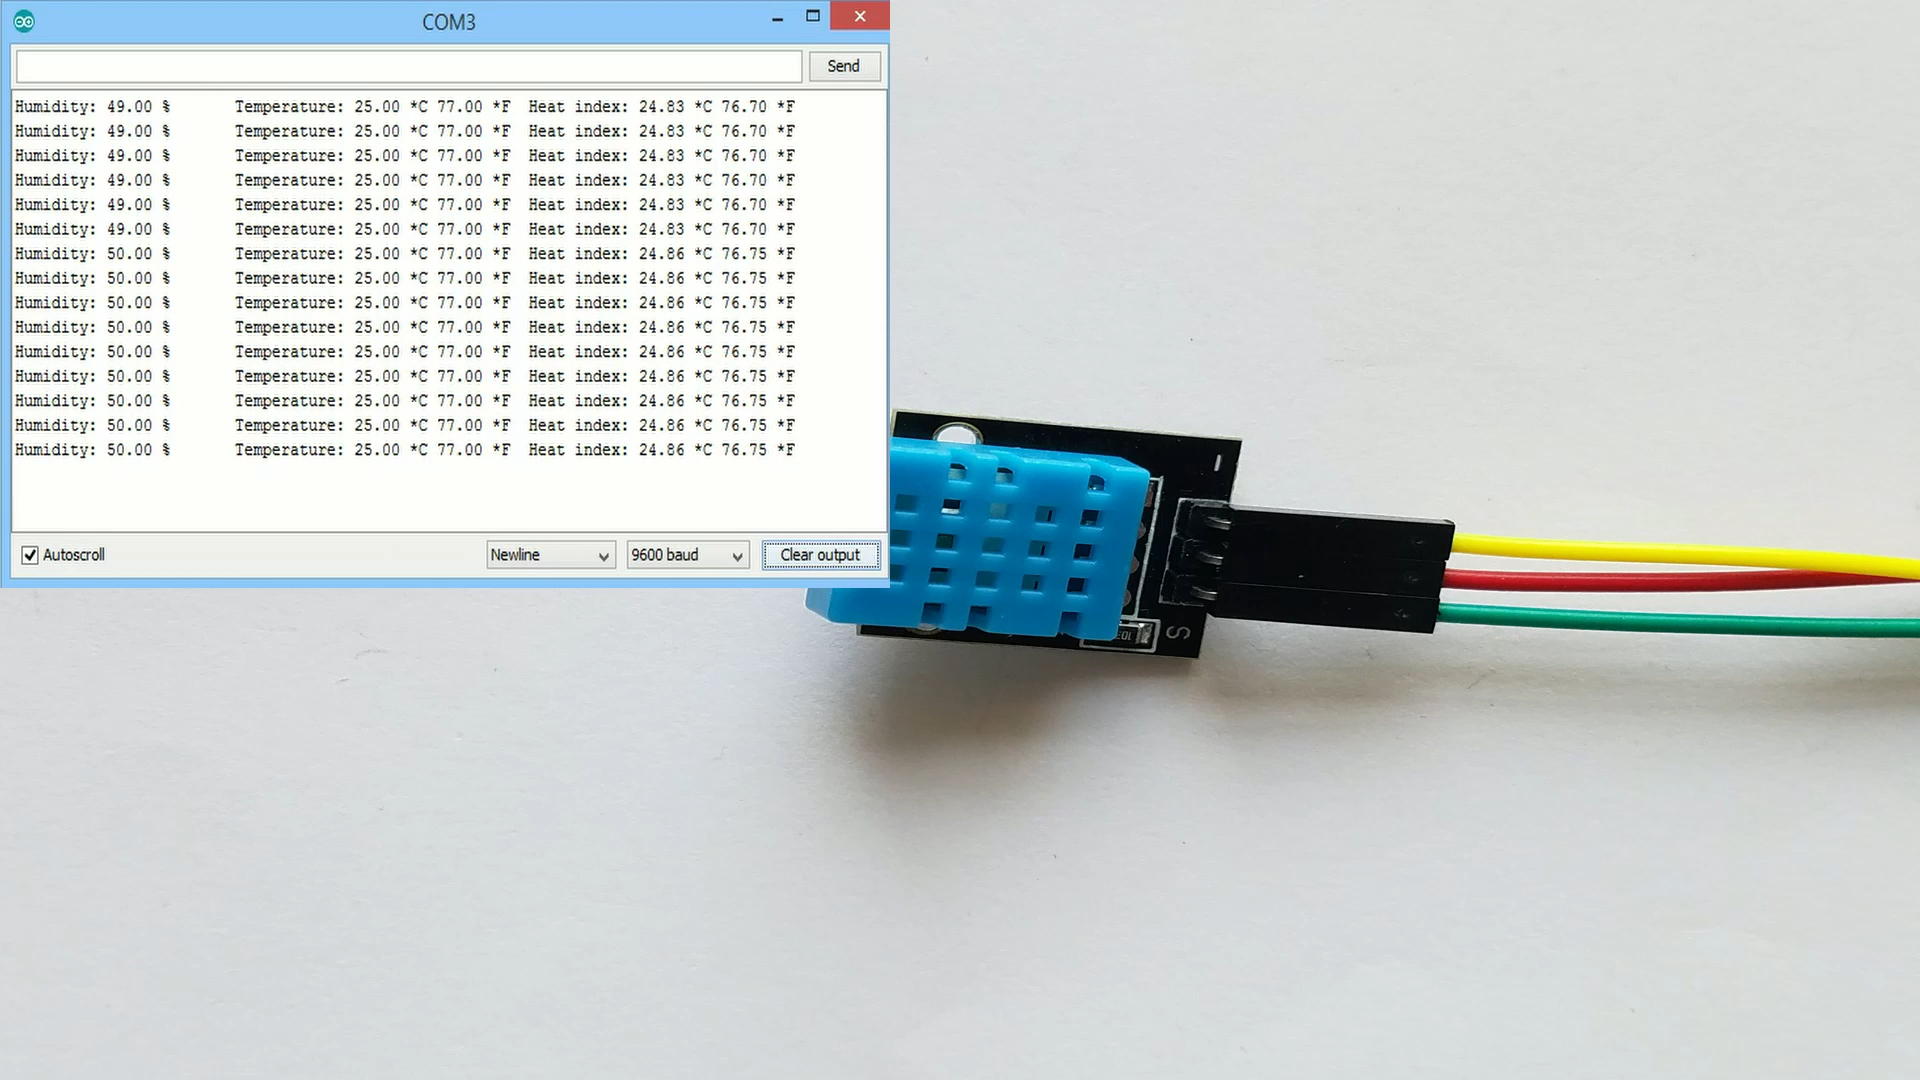 COM3
Send
Humidity: 49.00 % Temperature: 25.00 *C 77.00 *F Heat index: 24.83 *C 76.70 *F
Humidity: 49.00 % Temperature: 25.00 *C 77.00 *F Heat index: 24.83 *C 76.70 *F
Humidity: 49.00 % Temperature: 25.00 *C 77.00 *F Heat index: 24.83 *C 76.70 *F
Humidity: 49.00 % Temperature: 25.00 *C 77.00 *F Heat index: 24.83 *C 76.70 *F
Humidity: 49.00 % Temperature: 25.00 *C 77.00 *F Heat index: 24.83 *C 76.70 *F
Humidity: 49.00 % Temperature: 25.00 *C 77.00 *F Heat index: 24.83 *C 76.70 *F
Humidity: 50.00 % Temperature: 25.00 *C 77.00 *F Heat index: 24.86 *C 76.75 *F
Humidity: 50.00 % Temperature: 25.00 *C 77.00 *F Heat index: 24.86 *C 76.75 *F
Humidity: 50.00 % Temperature: 25.00 *C 77.00 *F Heat index: 24.86 *C 76.75 *F
Humidity: 50.00 % Temperature: 25.00 *C 77.00 *F Heat index: 24.86 *C 76.75 *F
Humidity: 50.00 % Temperature: 25.00 *C 77.00 *F Heat index: 24.86 *C 76.75 *F
Humidity: 50.00 % Temperature: 25.00 *C 77.00 *F Heat index: 24.86 *C 76.75 *F
Humidity: 50.00 % Temperature: 25.00 *C 77.00 *F Heat index: 24.86 *C 76.75 *F
Humidity: 50.00 % Temperature: 25.00 *C 77.00 *F Heat index: 24.86 *C 76.75 *F
Humidity: 50.00 % Temperature: 25.00 *C 77.00 *F Heat index: 24.86 *C 76.75 *F
Autoscroll Newline 9600 baud Clear output
-
S